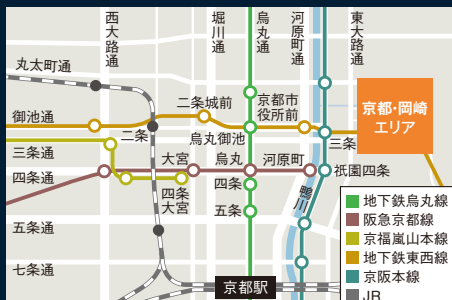 西大路通
堀川通
烏丸通
河原町通
東大路通
丸太町通
二条城前
京都市
役所前
京都・岡崎
エリア
御池通
二条
烏丸御池
三条
三条通
大宮
烏丸
河原町
四条通
四条
大宮
四条
祇園四条
鴨川
五条
五条通
七条通
京都駅
地下鉄烏丸線
阪急京都線
京福嵐山本線
地下鉄東西線
京阪本線
JR